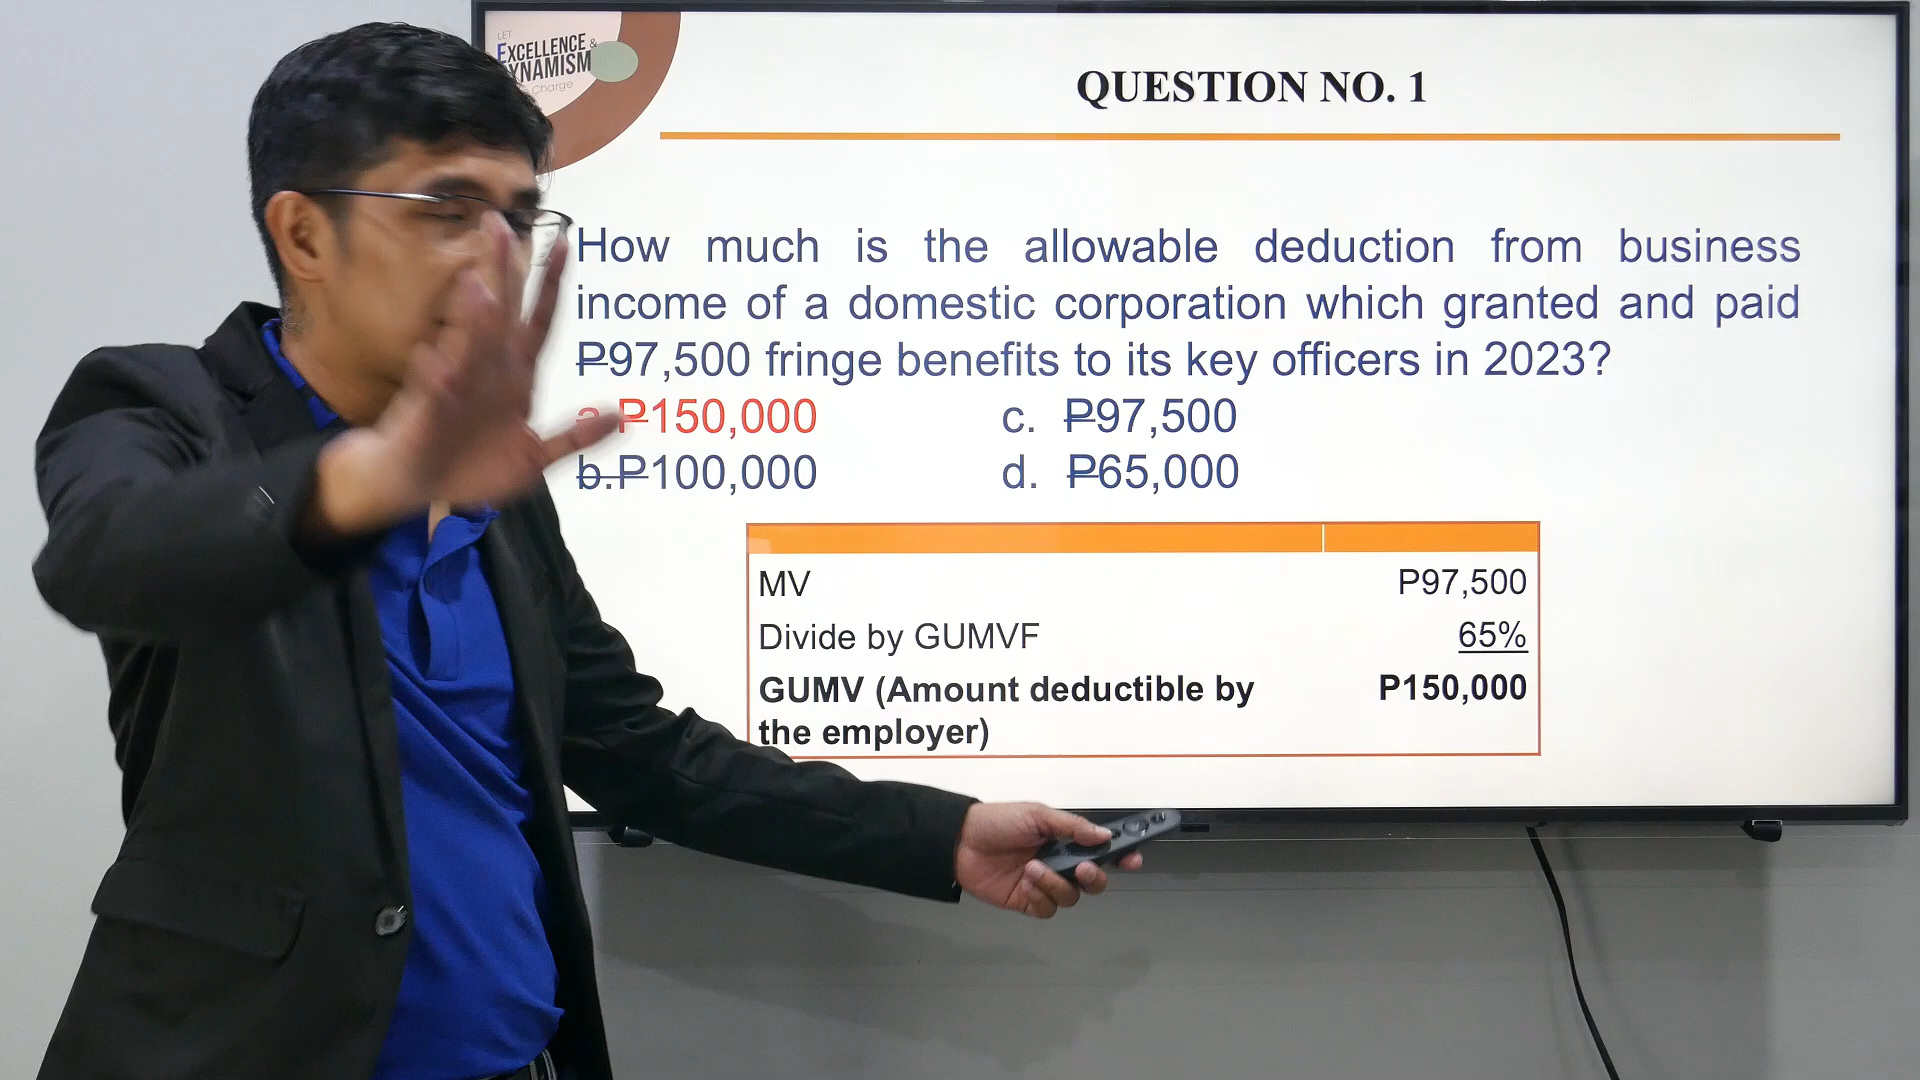 LET
EXCELLENCE &
YNAMISM
Charge
QUESTION NO. 1
How much is the allowable deduction from business
income of a domestic corporation which granted and paid
₱97,500 fringe benefits to its key officers in 2023?
a.₱150,000 c. ₱97,500
b.₱100,000 d. ₱65,000
MV P97,500
Divide by GUMVF 65%
GUMV (Amount deductible by P150,000
the employer)